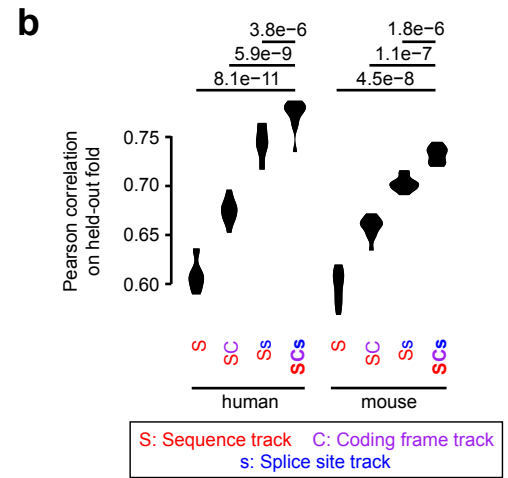 b
3.8e−6
1.8e−6
5.9e−9
1.1e−7
8.1e−11
4.5e−8
Pearson correlation
on held-out fold
0.75
0.70
0.65
0.60
S
SC
Ss
SCs
S
SC
Ss
SCs
human
mouse
S: Sequence track C: Coding frame track
s: Splice site track